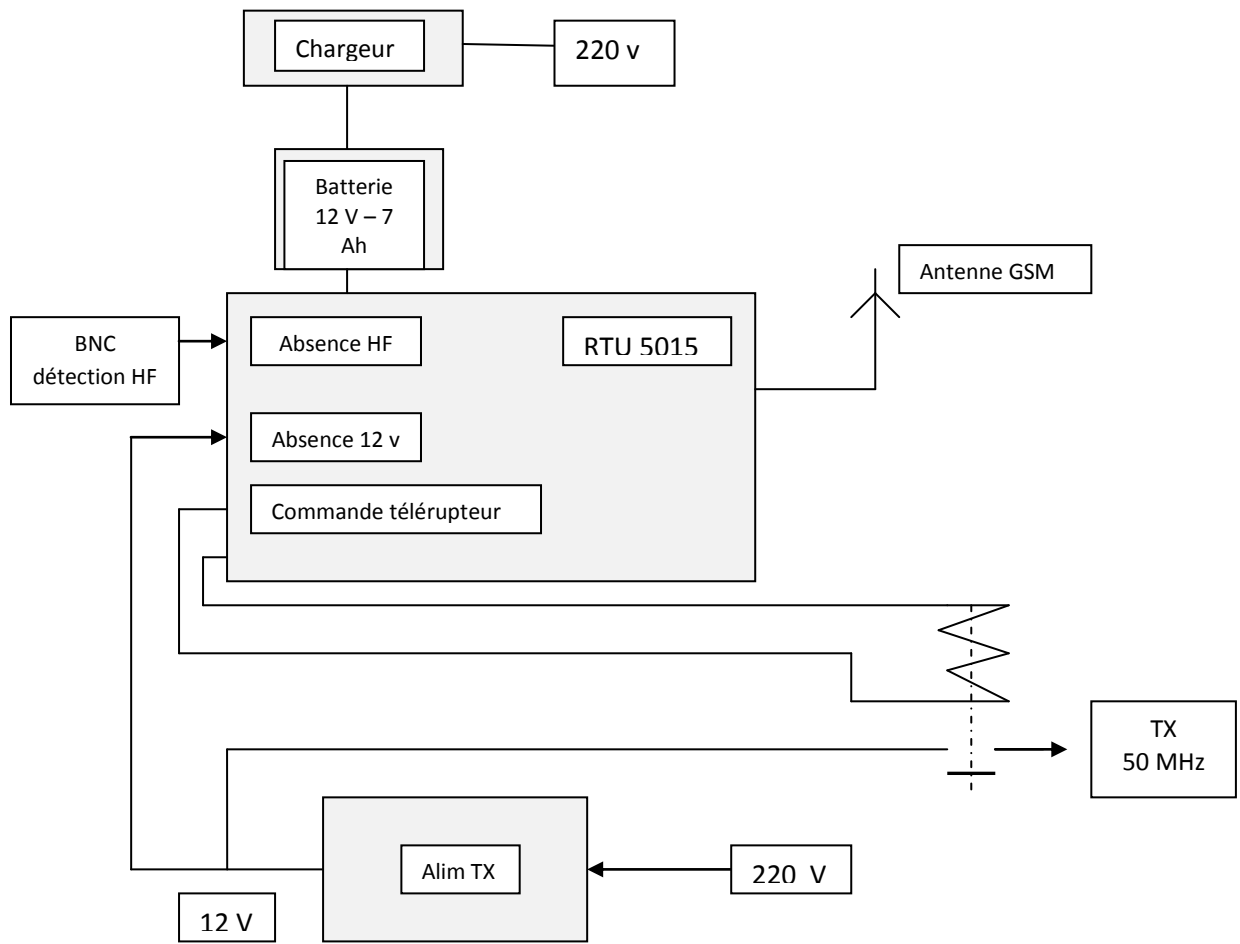 Chargeur
220 v
Batterie
12 V – 7
Ah
Antenne GSM
BNC
détection HF
Absence HF
RTU 5015
Absence 12 v
Commande télérupteur
TX
50 MHz
Alim TX
220 V
12 V